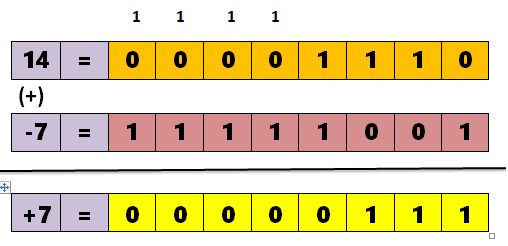 1 1 1 1
14 = 0 0 0 0 1 1 1 0
(+)
-7 = 1 1 1 1 1 0 0 1
+7 = 0 0 0 0 0 1 1 1